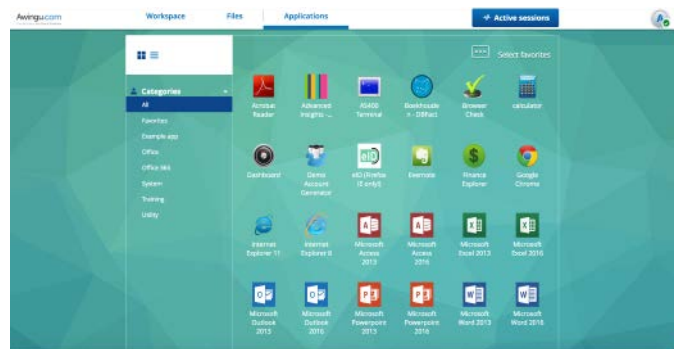 Awingu.com
Workspace
Files
Applications
Active sessions
Select favorites
Categories
All
Favorites
Example app
Office
Office 365
System
Training
Utility
Acrobat
Reader
Advanced
Insights -...
AS400
Terminal
Boekhoudin
n - DBFact
Browser
Check
calculator
Dashboard
Demo
Account
Generator
eID
eID (Firefox
IE only!)
Evernote
Finance
Explorer
Google
Chrome
Internet
Explorer 11
Internet
Explorer 8
Microsoft
Access
2013
Microsoft
Access
2016
Microsoft
Excel 2013
Microsoft
Excel 2016
Microsoft
Outlook
2013
Microsoft
Outlook
2016
Microsoft
Powerpoint
2013
Microsoft
Powerpoint
2016
Microsoft
Word 2013
Microsoft
Word 2016